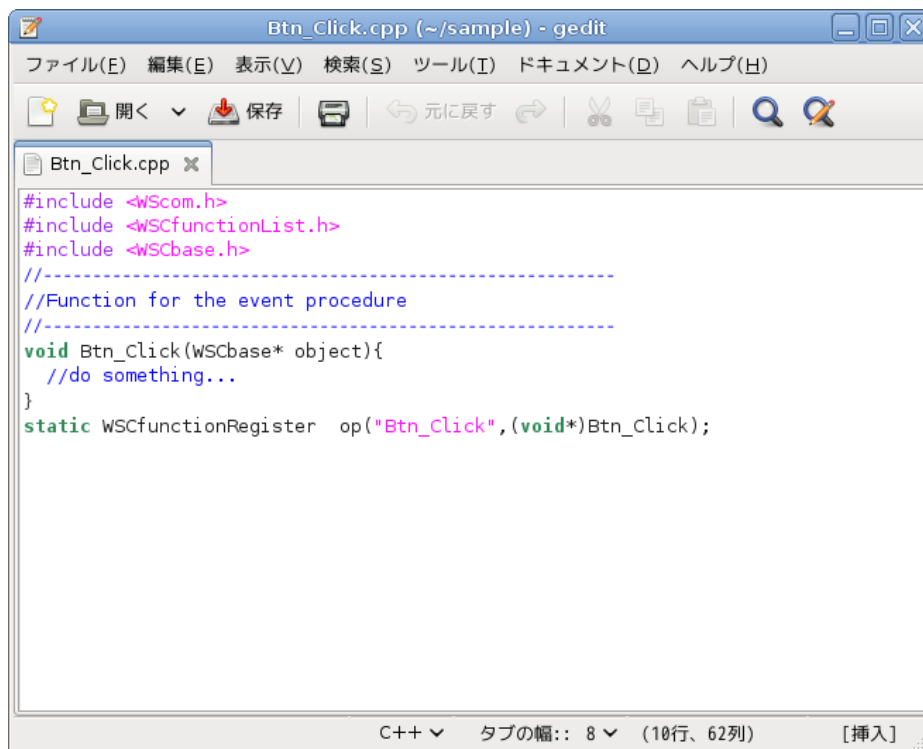 Btn_Click.cpp (~/sample) - gedit
ファイル(F) 編集(E) 表示(V) 検索(S) ツール(T) ドキュメント(D) ヘルプ(H)
開く 保存 元に戻す
Btn_Click.cpp
#include <WScom.h>
#include <WSCfunctionList.h>
#include <WSCbase.h>
//----------------------------------------------------------
//Function for the event procedure
//----------------------------------------------------------
void Btn_Click(WSCbase* object){
  //do something...
}
static WSCfunctionRegister  op("Btn_Click",(void*)Btn_Click);
C++ タブの幅:: 8 (10行、62列) [挿入]